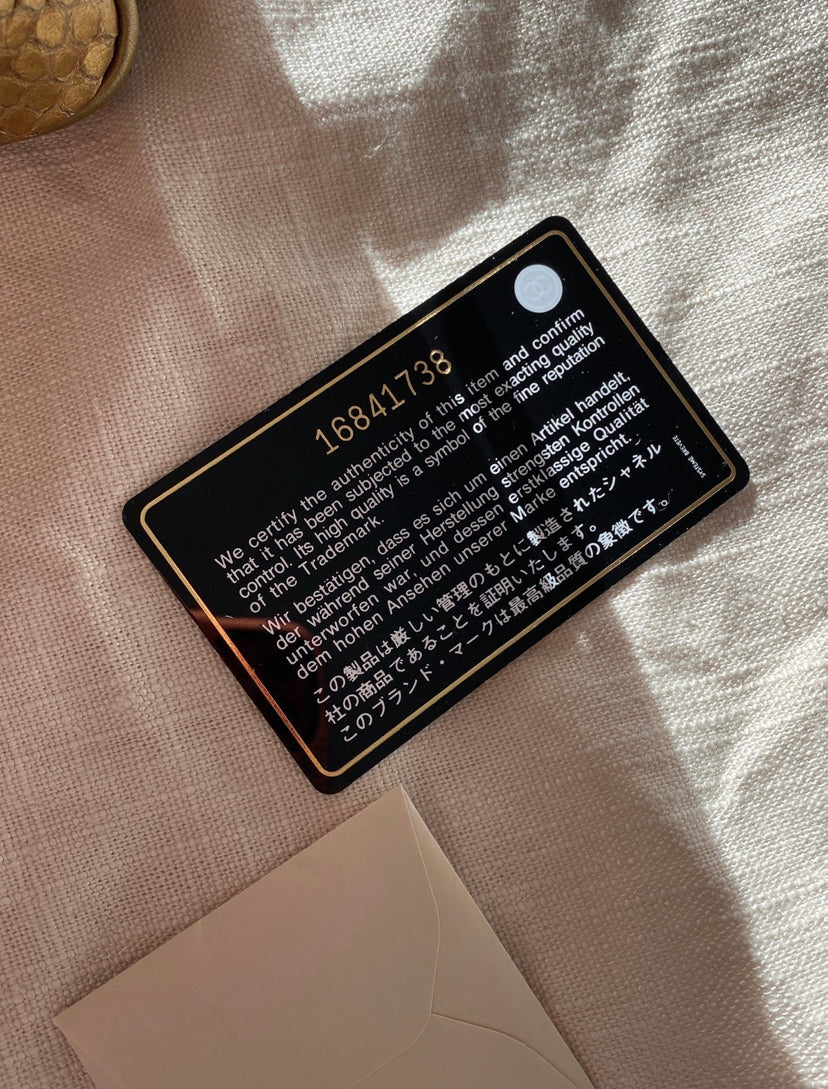 16841738
We certify the authenticity of this item and confirm
that it has been subjected to the most exacting quality
control. Its high quality is a symbol of the fine reputation
of the Trademark.
Wir bestätigen, dass es sich um einen Artikel handelt,
der während seiner Herstellung strengsten Kontrollen
unterworfen war, und dessen erstklassige Qualität
dem hohen Ansehen unserer Marke entspricht.
この製品は厳しい管理のもとに製造されたシャネル
社の商品であることを証明いたします。
このブランド・マークは最高級品質の象徴です。
SYSTEME BREVETE